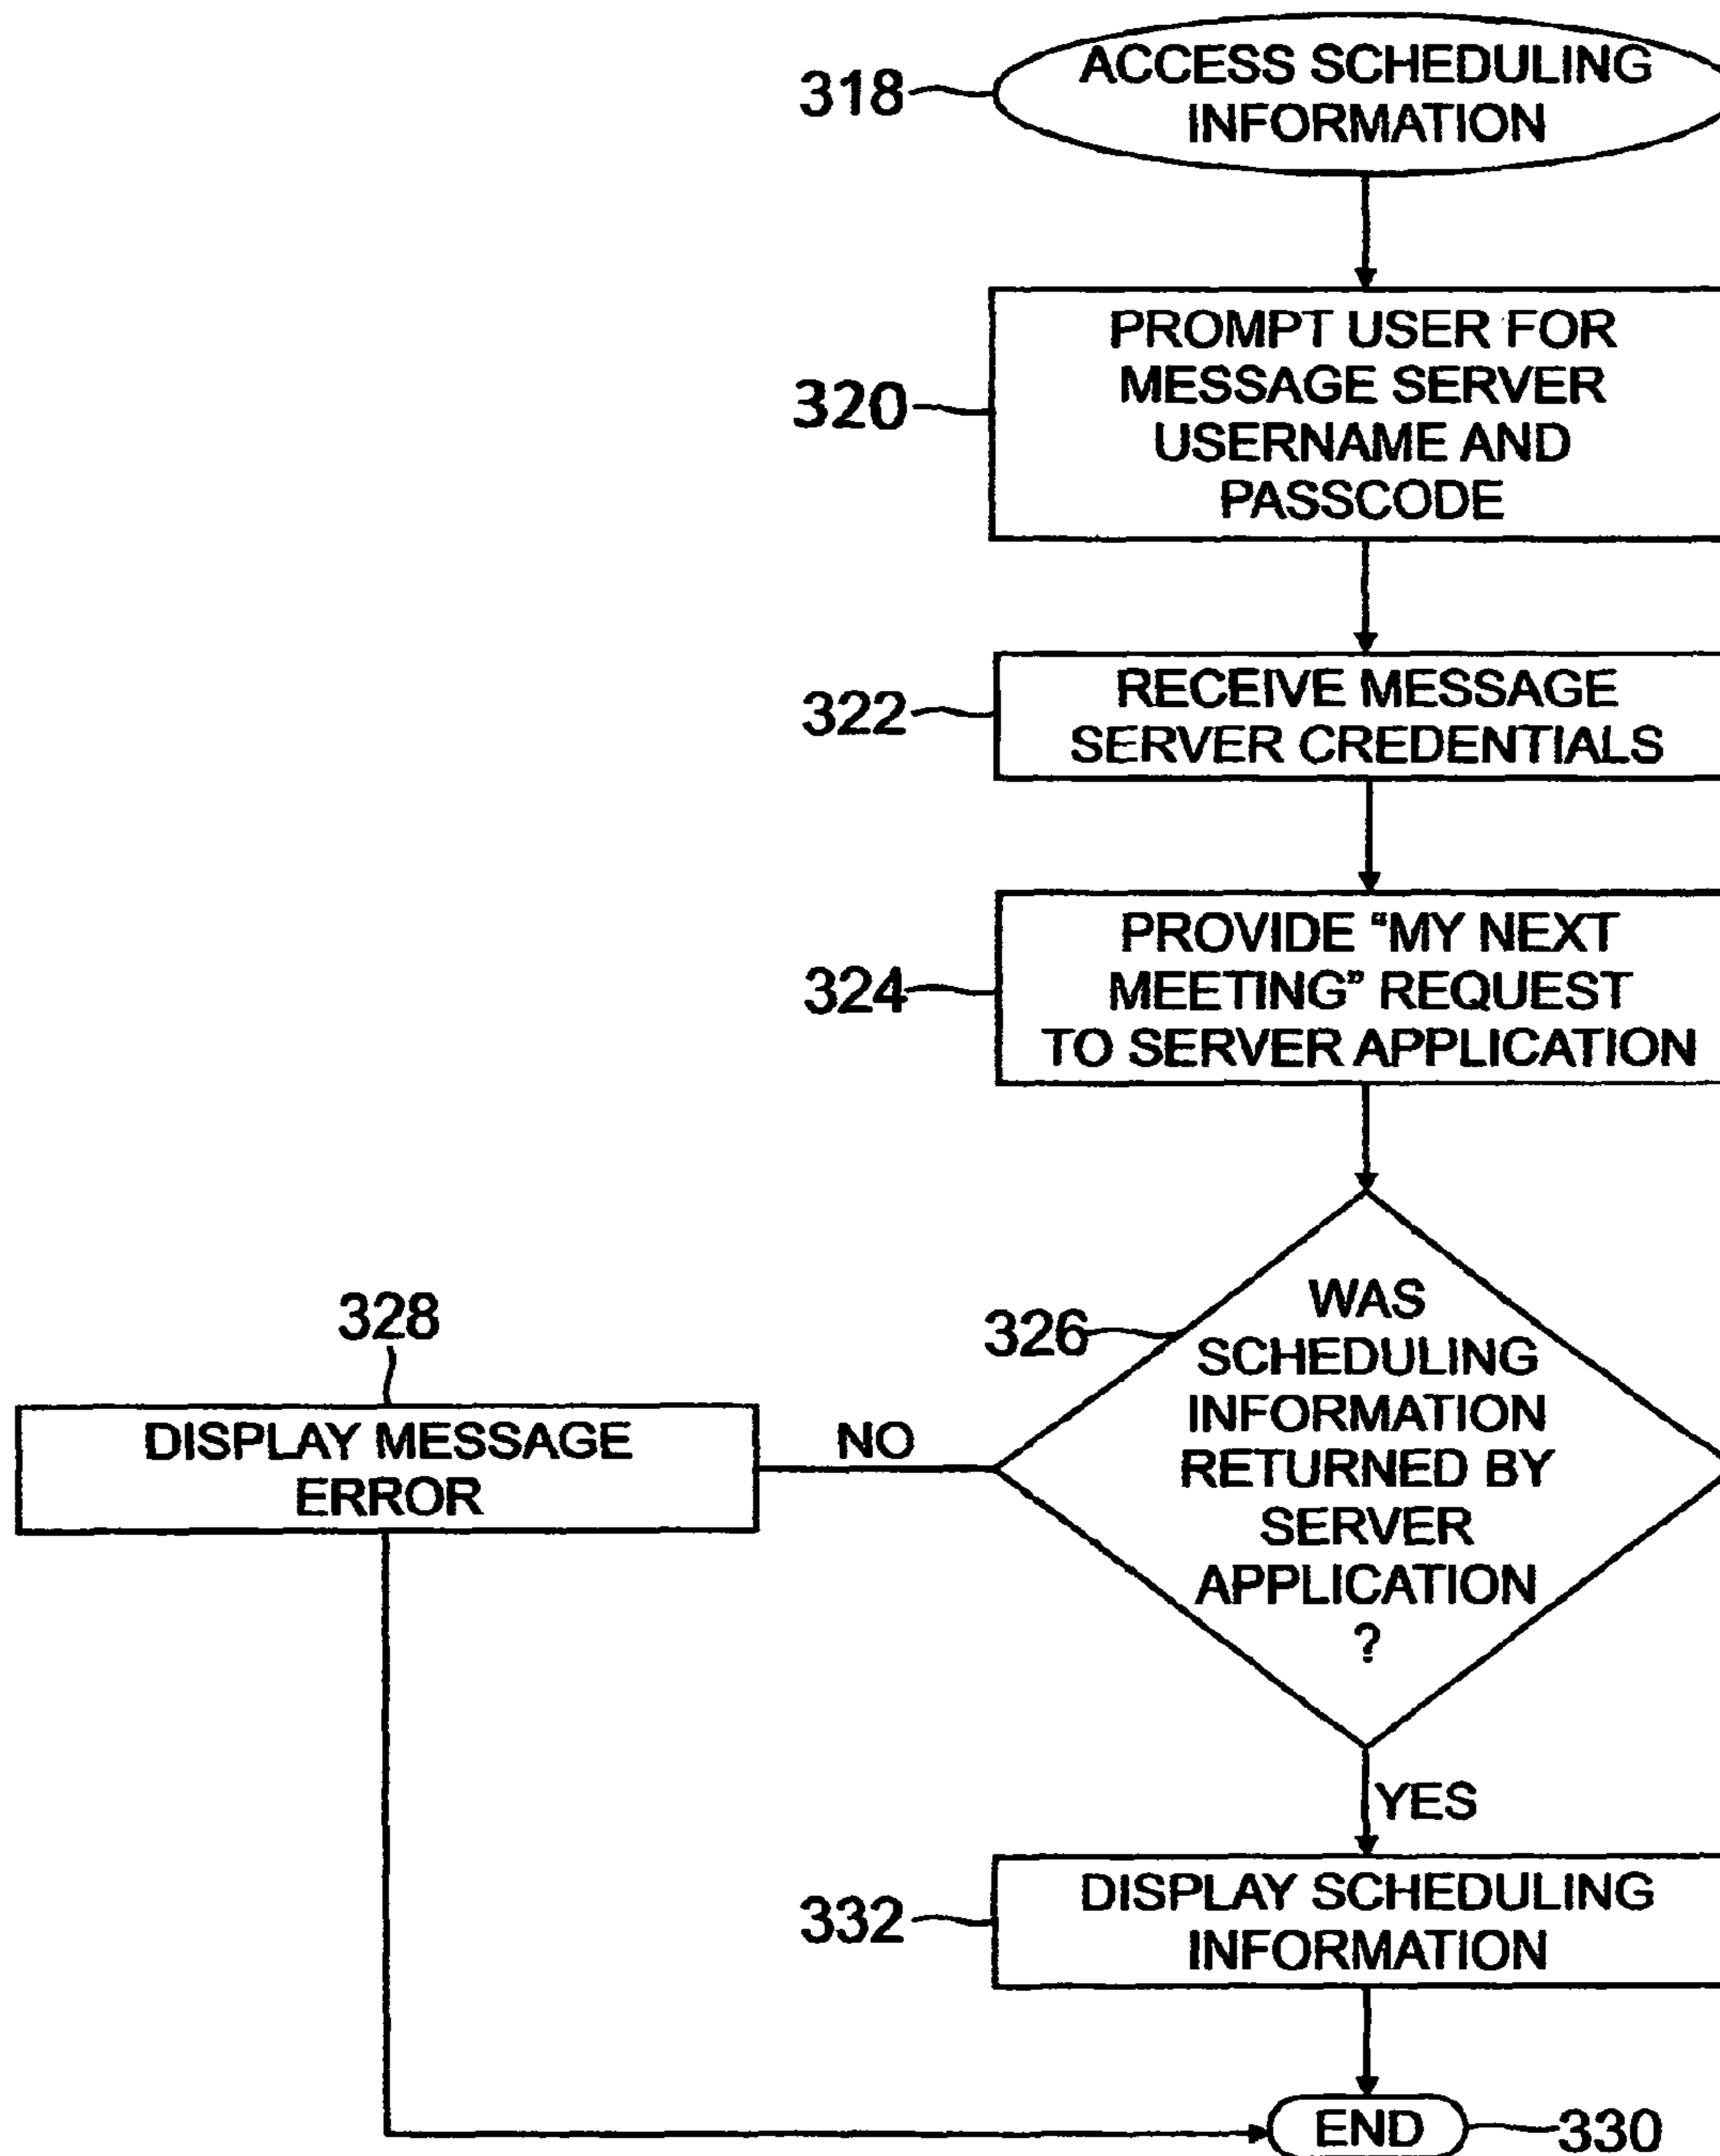 318
ACCESS SCHEDULING
INFORMATION
320
PROMPT USER FOR
MESSAGE SERVER
USERNAME AND
PASSCODE
322
RECEIVE MESSAGE
SERVER CREDENTIALS
324
PROVIDE “MY NEXT
MEETING” REQUEST
TO SERVER APPLICATION
326
WAS
SCHEDULING
INFORMATION
RETURNED BY
SERVER
APPLICATION
?
NO
328
DISPLAY MESSAGE
ERROR
YES
332
DISPLAY SCHEDULING
INFORMATION
END
330